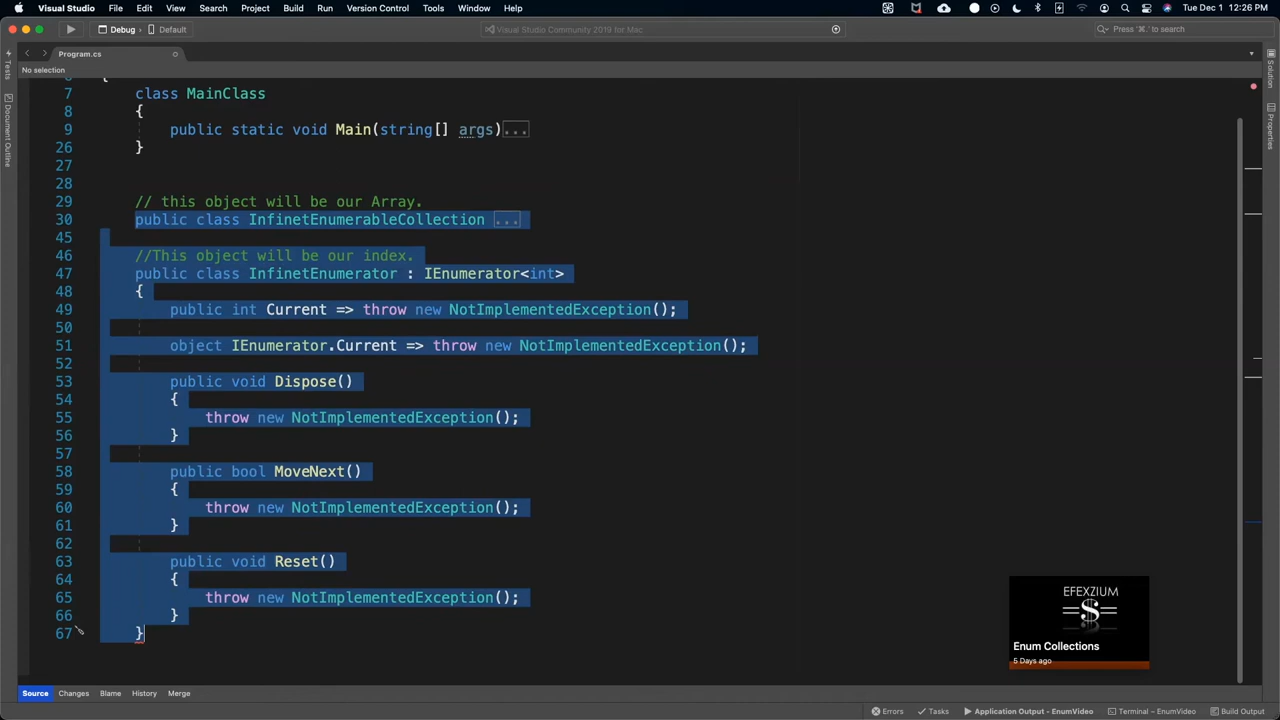 Visual Studio File Edit View Search Project Build Run Version Control Tools Window Help Tue Dec 1 12:26 PM
Debug › Default Visual Studio Community 2019 for Mac Press '⌘.' to search
Program.cs
No selection
Tests
Document Outline
Solution
Properties
6 {
7 class MainClass
8 {
9 public static void Main(string[] args)...
26 }
27
28
29 // this object will be our Array.
30 public class InfinetEnumerableCollection ...
45
46 //This object will be our index.
47 public class InfinetEnumerator : IEnumerator<int>
48 {
49 public int Current => throw new NotImplementedException();
50
51 object IEnumerator.Current => throw new NotImplementedException();
52
53 public void Dispose()
54 {
55 throw new NotImplementedException();
56 }
57
58 public bool MoveNext()
59 {
60 throw new NotImplementedException();
61 }
62
63 public void Reset()
64 {
65 throw new NotImplementedException();
66 }
67 }
EFEXZIUM
$
Enum Collections
5 Days ago
Source Changes Blame History Merge
Errors Tasks Application Output - EnumVideo Terminal – EnumVideo Build Output